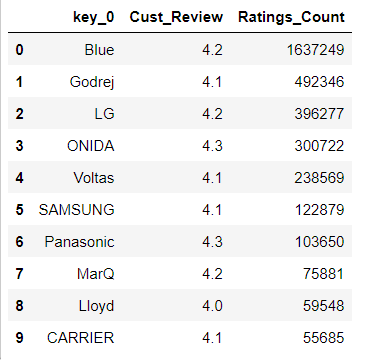 key_0 Cust_Review Ratings_Count
0 Blue 4.2 1637249
1 Godrej 4.1 492346
2 LG 4.2 396277
3 ONIDA 4.3 300722
4 Voltas 4.1 238569
5 SAMSUNG 4.1 122879
6 Panasonic 4.3 103650
7 MarQ 4.2 75881
8 Lloyd 4.0 59548
9 CARRIER 4.1 55685